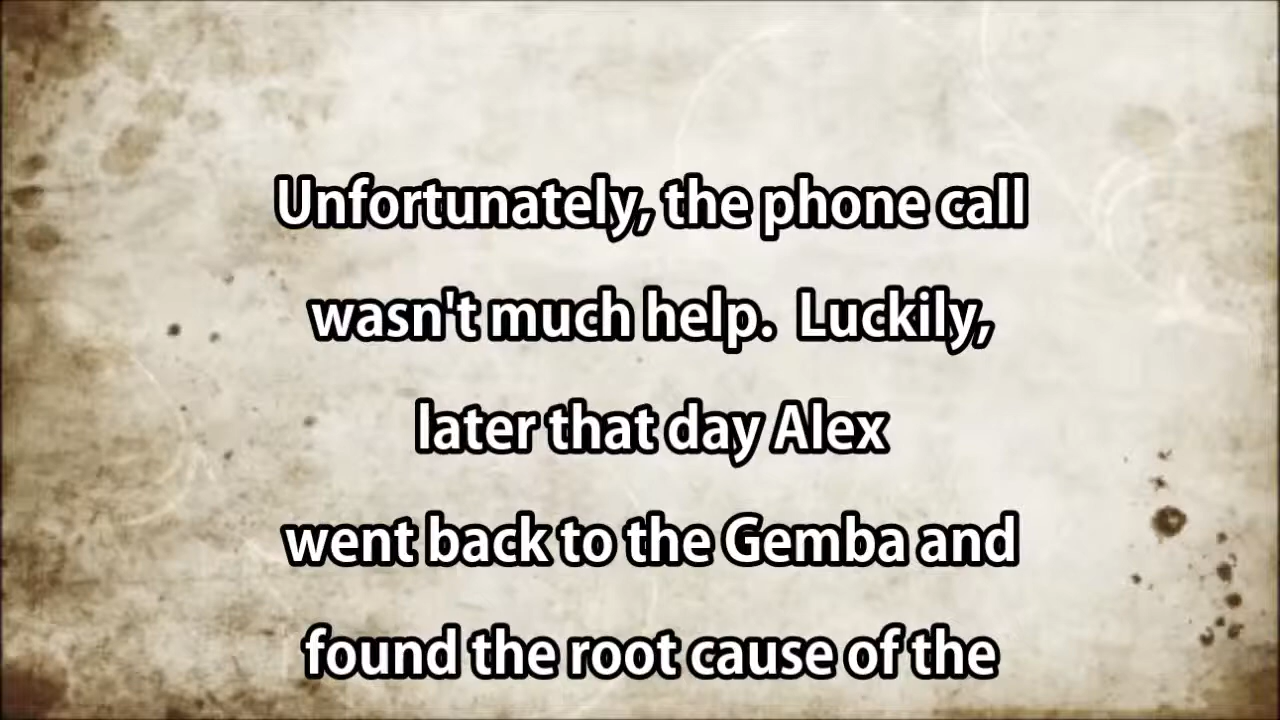 Unfortunately, the phone call
wasn't much help.  Luckily,
later that day Alex
went back to the Gemba and
found the root cause of the